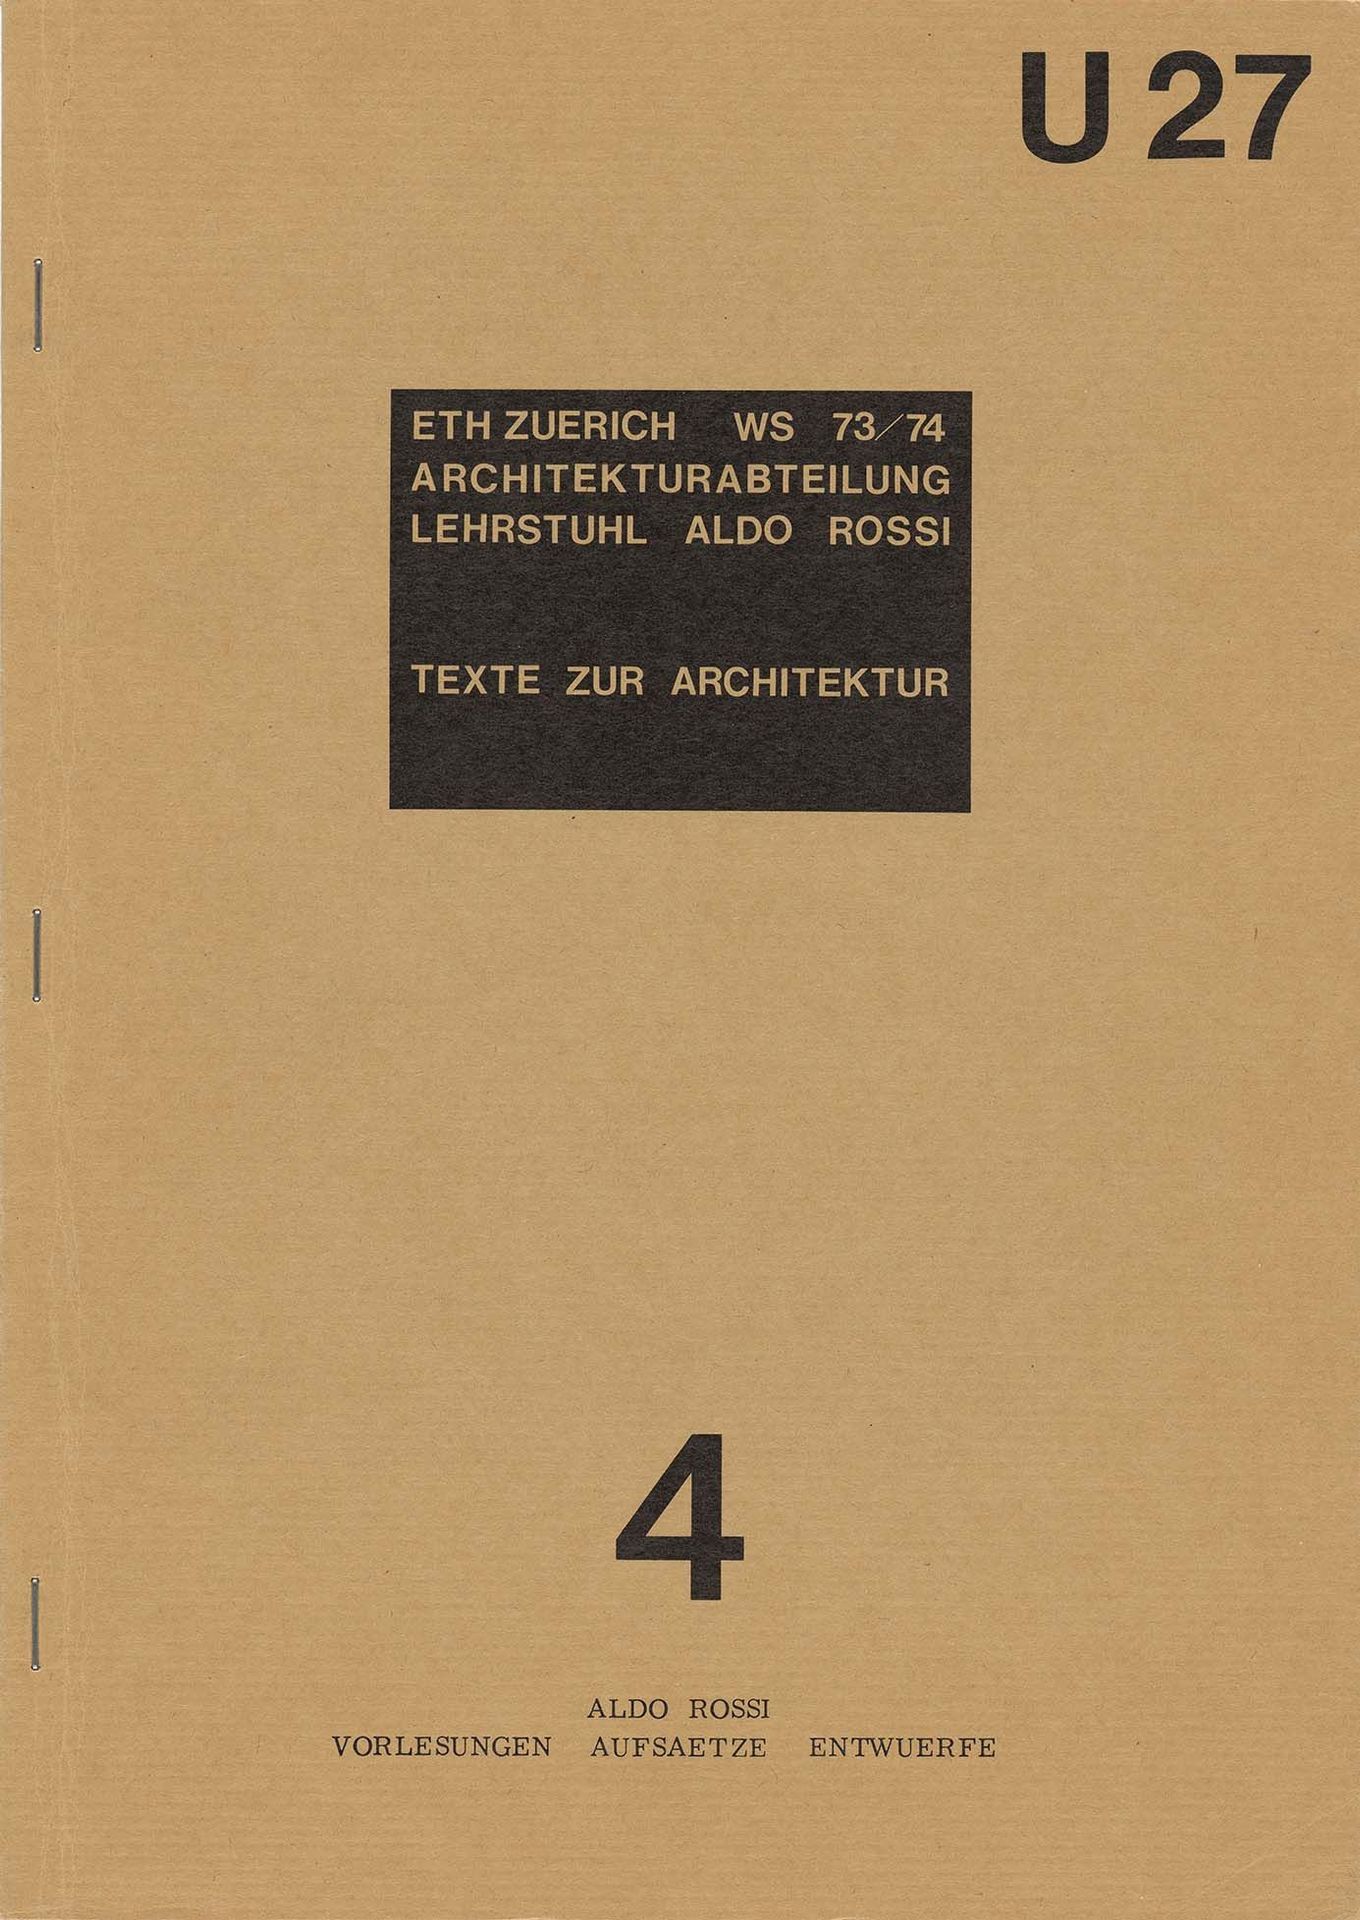 U 27
ETH ZUERICH WS 73/74
ARCHITEKTURABTEILUNG
LEHRSTUHL ALDO ROSSI
TEXTE ZUR ARCHITEKTUR
4
ALDO ROSSI
VORLESUNGEN AUFSAETZE ENTWUERFE